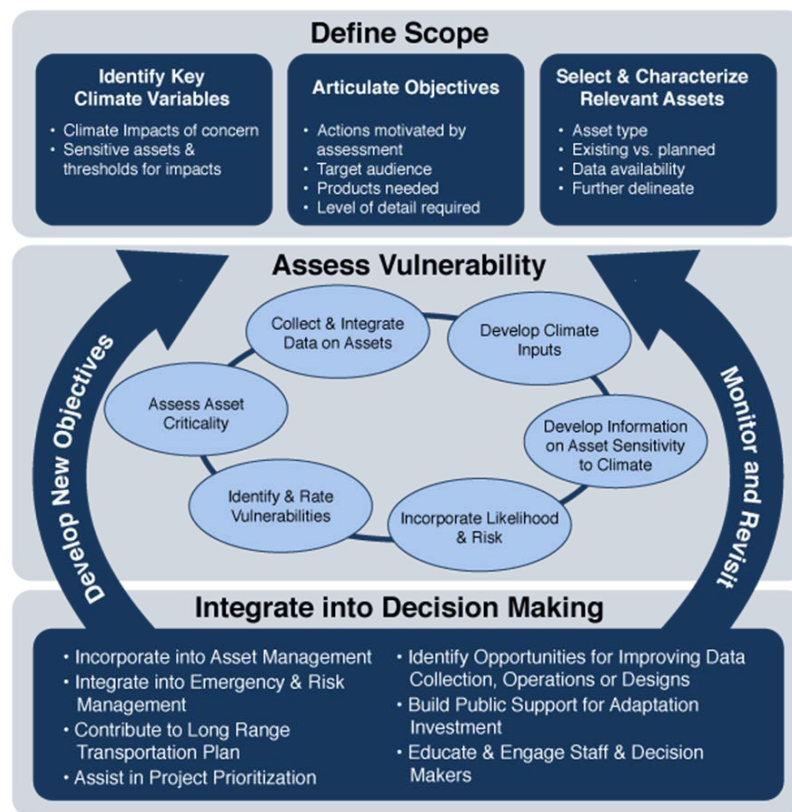 Define Scope
Identify Key
Climate Variables
• Climate Impacts of concern
• Sensitive assets &
thresholds for impacts
Articulate Objectives
• Actions motivated by
assessment
• Target audience
• Products needed
• Level of detail required
Select & Characterize
Relevant Assets
• Asset type
• Existing vs. planned
• Data availability
• Further delineate
Assess Vulnerability
Collect & Integrate
Data on Assets
Develop Climate
Inputs
Assess Asset
Criticality
Develop Information
on Asset Sensitivity
to Climate
Identify & Rate
Vulnerabilities
Incorporate Likelihood
& Risk
Develop New Objectives
Monitor and Revisit
Integrate into Decision Making
• Incorporate into Asset Management
• Integrate into Emergency & Risk
Management
• Contribute to Long Range
Transportation Plan
• Assist in Project Prioritization
• Identify Opportunities for Improving Data
Collection, Operations or Designs
• Build Public Support for Adaptation
Investment
• Educate & Engage Staff & Decision
Makers